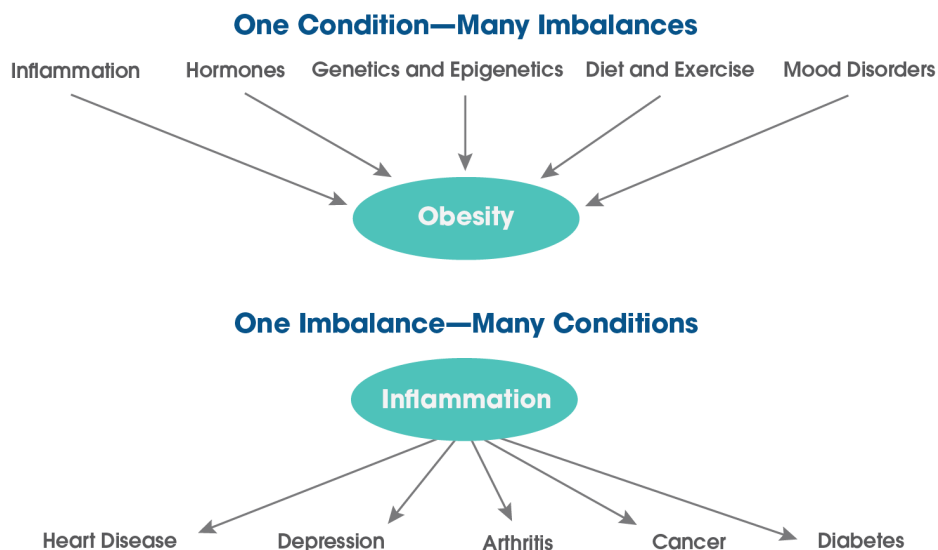 One Condition—Many Imbalances
Inflammation Hormones Genetics and Epigenetics Diet and Exercise Mood Disorders
Obesity
One Imbalance—Many Conditions
Inflammation
Heart Disease Depression Arthritis Cancer Diabetes